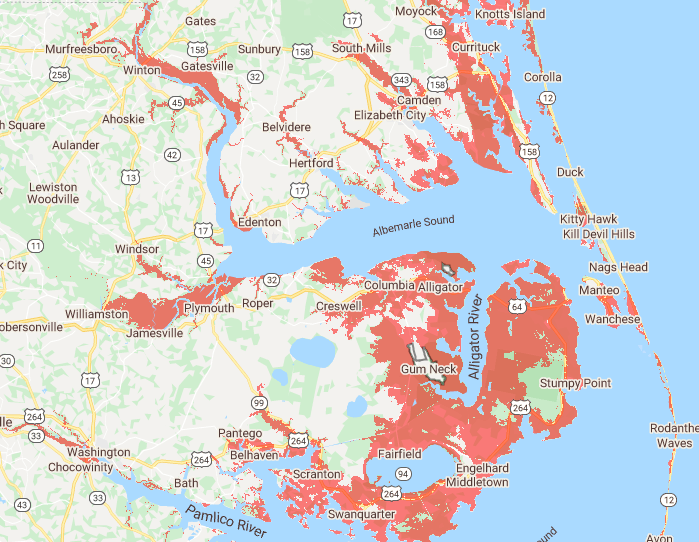 Moyock
Knotts Island
Gates
17
168
Murfreesboro
158
Sunbury
158
South Mills
Currituck
Gatesville
258
Winton
32
343
158
Corolla
12
45
Camden
Ahoskie
Elizabeth City
h Square
Belvidere
Aulander
42
158
Hertford
Duck
13
Lewiston
Woodville
17
Edenton
Albemarle Sound
Kitty Hawk
17
Kill Devil Hills
11
Windsor
45
k City
Nags Head
32
Columbia
Alligator
Manteo
Plymouth
Roper
Creswell
64
Williamston
Wanchese
obersonville
Jamesville
Alligator River
30
Gum Neck
17
Stumpy Point
99
264
264
Rodanthe
lle
33
Pantego
264
Waves
Washington
Belhaven
Fairfield
Chocowinity
264
Engelhard
Bath
Scranton
94
Middletown
43
33
264
12
Pamlico River
Swanquarter
ound
Avon